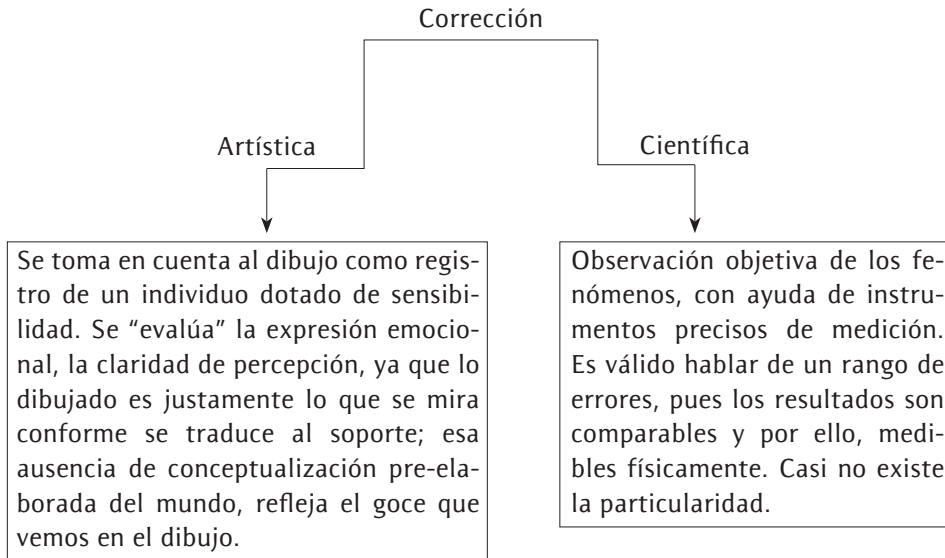 Corrección
Artística
Científica
Se toma en cuenta al dibujo como regis-
tro de un individuo dotado de sensibi-
lidad. Se “evalúa” la expresión emocio-
nal, la claridad de percepción, ya que lo
dibujado es justamente lo que se mira
conforme se traduce al soporte; esa
ausencia de conceptualización pre-ela-
borada del mundo, refleja el goce que
vemos en el dibujo.
Observación objetiva de los fe-
nómenos, con ayuda de instru-
mentos precisos de medición.
Es válido hablar de un rango de
errores, pues los resultados son
comparables y por ello, medi-
bles físicamente. Casi no existe
la particularidad.